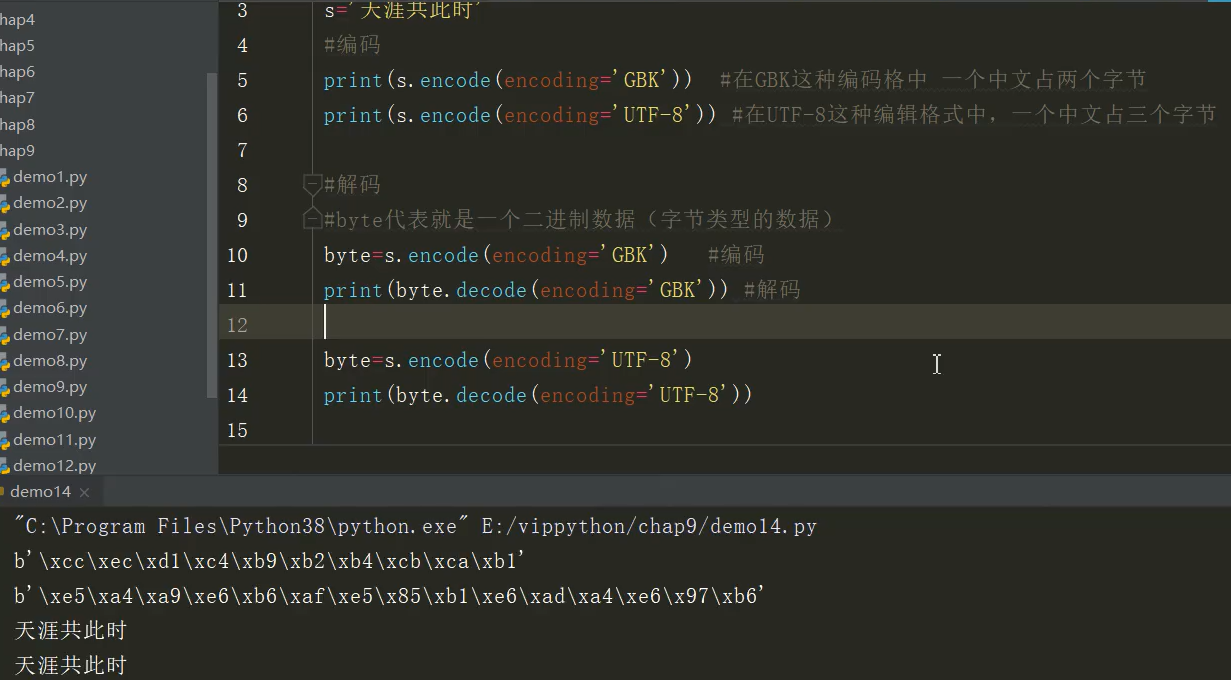 hap4
hap5
hap6
hap7
hap8
hap9
demo1.py
demo2.py
demo3.py
demo4.py
demo5.py
demo6.py
demo7.py
demo8.py
demo9.py
demo10.py
demo11.py
demo12.py
3 s='天涯共此时'
4 #编码
5 print(s.encode(encoding='GBK')) #在GBK这种编码格中 一个中文占两个字节
6 print(s.encode(encoding='UTF-8')) #在UTF-8这种编辑格式中，一个中文占三个字节
7
8 #解码
9 #byte代表就是一个二进制数据（字节类型的数据）
10 byte=s.encode(encoding='GBK') #编码
11 print(byte.decode(encoding='GBK')) #解码
12
13 byte=s.encode(encoding='UTF-8')
14 print(byte.decode(encoding='UTF-8'))
15
demo14 ×
"C:\Program Files\Python38\python.exe" E:/vippython/chap9/demo14.py
b'\xcc\xec\xd1\xc4\xb9\xb2\xb4\xcb\xca\xb1'
b'\xe5\xa4\xa9\xe6\xb6\xaf\xe5\x85\xb1\xe6\xad\xa4\xe6\x97\xb6'
天涯共此时
天涯共此时